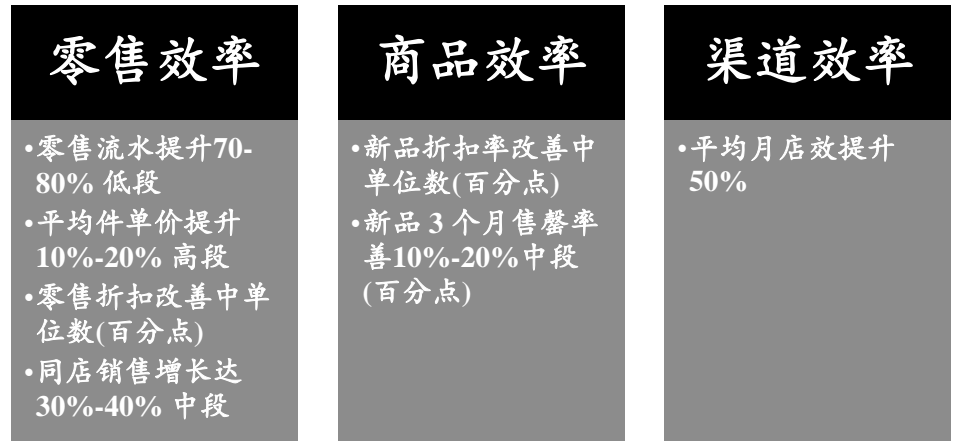 零售效率
•零售流水提升70-
80% 低段
•平均件单价提升
10%-20% 高段
•零售折扣改善中单
位数(百分点)
•同店销售增长达
30%-40% 中段
商品效率
•新品折扣率改善中
单位数(百分点)
•新品 3 个月售罄率
善10%-20%中段
(百分点)
渠道效率
•平均月店效提升
50%